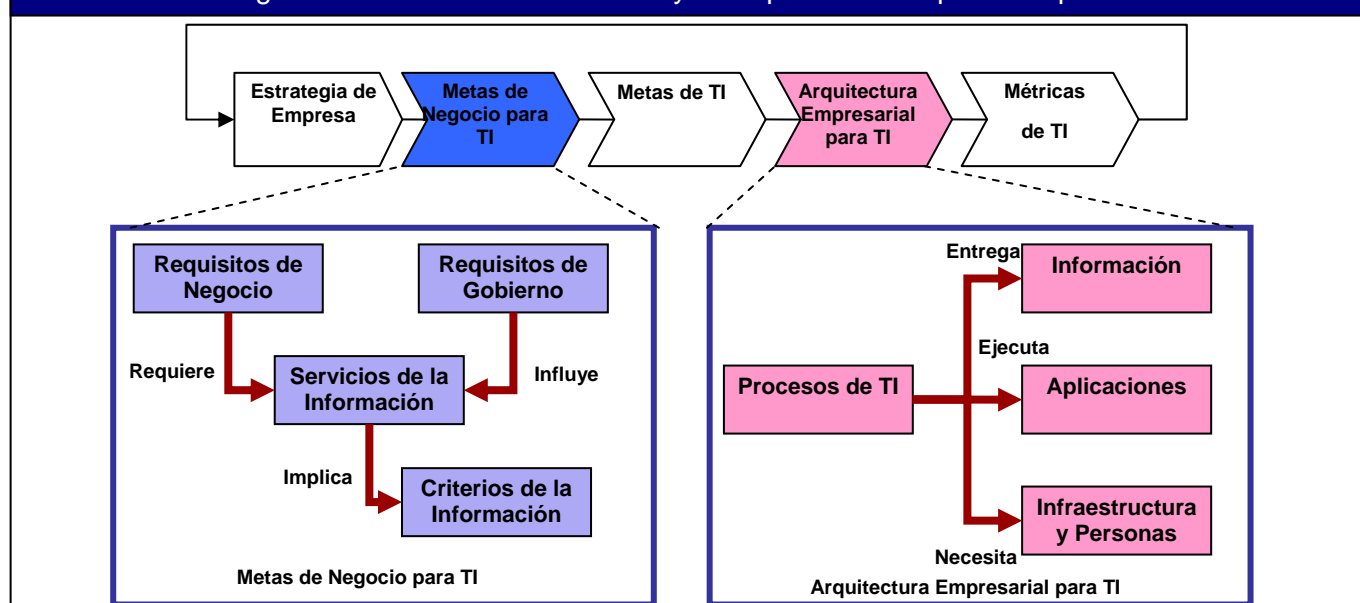 Estrategia de
Empresa
Metas de
Negocio para
TI
Metas de TI
Arquitectura
Empresarial
para TI
Métricas
de TI
Requisitos de
Negocio
Requisitos de
Gobierno
Requiere
Servicios de la
Información
Influye
Implica
Criterios de la
Información
Metas de Negocio para TI
Entrega
Información
Ejecuta
Procesos de TI
Aplicaciones
Infraestructura
y Personas
Necesita
Arquitectura Empresarial para TI